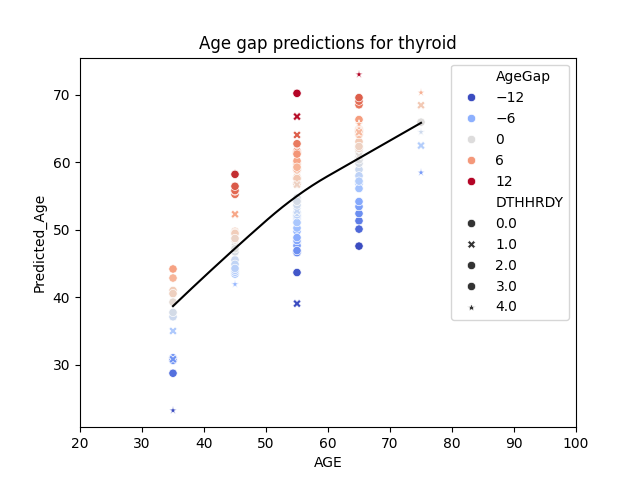 Age gap predictions for thyroid
AgeGap
−12
−6
0
6
12
DTHHRDY
0.0
1.0
2.0
3.0
4.0
Predicted_Age
70
60
50
40
30
20 30 40 50 60 70 80 90 100
AGE